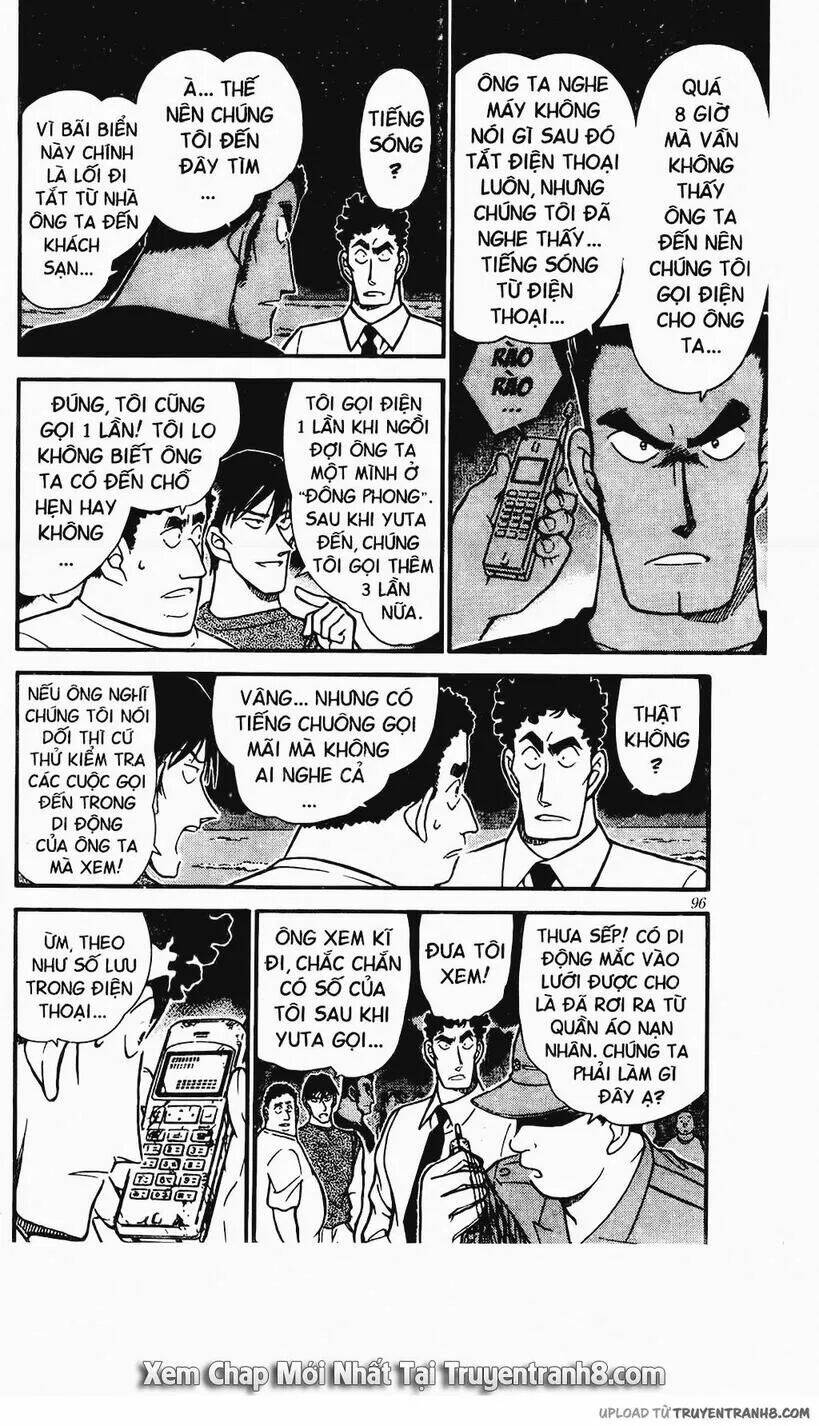 QUÁ
8 GIỜ
MÀ VẪN
KHÔNG
THẤY
ÔNG TA
ĐẾN NÊN
CHÚNG TÔI
GỌI ĐIỆN
CHO ÔNG
TA...
ÔNG TA NGHE
MÁY KHÔNG
NÓI GÌ SAU ĐÓ
TẮT ĐIỆN THOẠI
LUÔN, NHƯNG
CHÚNG TÔI ĐÃ
NGHE THẤY...
TIẾNG SÓNG
TỪ ĐIỆN
THOẠI...
RÀO
RÀO
...
TIẾNG
SÓNG
?
À... THẾ
NÊN CHÚNG
TÔI ĐẾN
ĐÂY TÌM
...
VÌ BÃI BIỂN
NÀY CHÍNH
LÀ LỐI ĐI
TẮT TỪ NHÀ
ÔNG TA ĐẾN
KHÁCH
SẠN...
TÔI GỌI ĐIỆN
1 LẦN KHI NGỒI
ĐỢI ÔNG TA
MỘT MÌNH Ở
"ĐÔNG PHONG".
SAU KHI YUTA
ĐẾN, CHÚNG
TÔI GỌI THÊM
3 LẦN
NỮA.
ĐÚNG, TÔI CŨNG
GỌI 1 LẦN! TÔI LO
KHÔNG BIẾT ÔNG
TA CÓ ĐẾN CHỖ
HẸN HAY
KHÔNG
...
THẬT
KHÔNG
?
VÂNG... NHƯNG CÓ
TIẾNG CHUÔNG GỌI
MÃI MÀ KHÔNG
AI NGHE CẢ
...
NẾU ÔNG NGHĨ
CHÚNG TÔI NÓI
DỐI THÌ CỨ
THỬ KIỂM TRA
CÁC CUỘC GỌI
ĐẾN TRONG
DI ĐỘNG
CỦA ÔNG TA
MÀ XEM!
96
THƯA SẾP! CÓ DI
ĐỘNG MẮC VÀO
LƯỚI ĐƯỢC CHO
LÀ ĐÃ RƠI RA TỪ
QUẦN ÁO NẠN
NHÂN. CHÚNG TA
PHẢI LÀM GÌ
ĐÂY Ạ?
ĐƯA TÔI
XEM!
ÔNG XEM KĨ
ĐI, CHẮC CHẮN
CÓ SỐ CỦA
TÔI SAU KHI
YUTA GỌI...
ỪM, THEO
NHƯ SỐ LƯU
TRONG ĐIỆN
THOẠI...
Xem Chap Mới Nhất Tại Truyentranh8.com
UPLOAD TỪ TRUYENTRANH8.COM